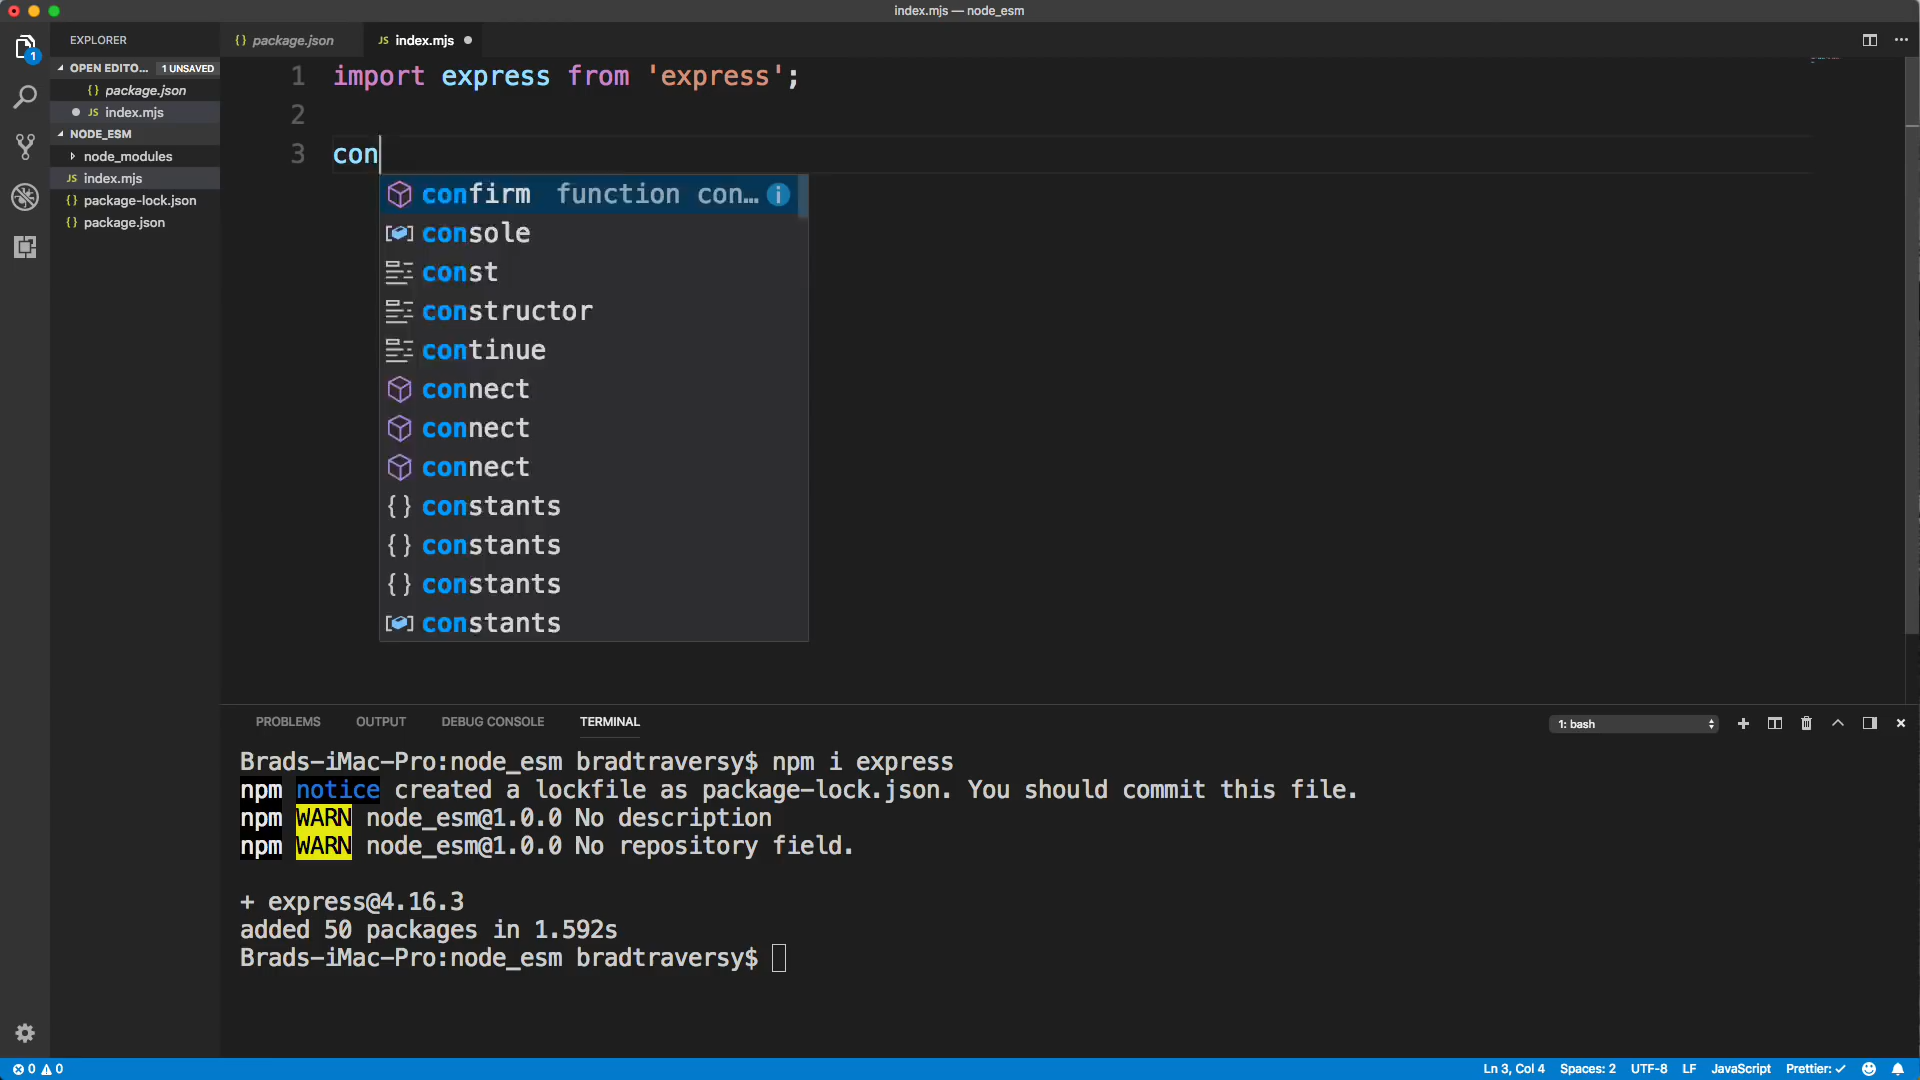 index.mjs — node_esm
EXPLORER
OPEN EDITO... 1 UNSAVED
{} package.json
JS index.mjs
NODE_ESM
node_modules
JS index.mjs
{} package-lock.json
{} package.json
1
{} package.json
JS index.mjs
1 import express from 'express';
2
3 con
confirm function con...
console
const
constructor
continue
connect
connect
connect
{} constants
{} constants
{} constants
constants
PROBLEMS OUTPUT DEBUG CONSOLE TERMINAL
1: bash
Brads-iMac-Pro:node_esm bradtraversy$ npm i express
npm notice created a lockfile as package-lock.json. You should commit this file.
npm WARN node_esm@1.0.0 No description
npm WARN node_esm@1.0.0 No repository field.
+ express@4.16.3
added 50 packages in 1.592s
Brads-iMac-Pro:node_esm bradtraversy$
0 0
Ln 3, Col 4 Spaces: 2 UTF-8 LF JavaScript Prettier: ✓